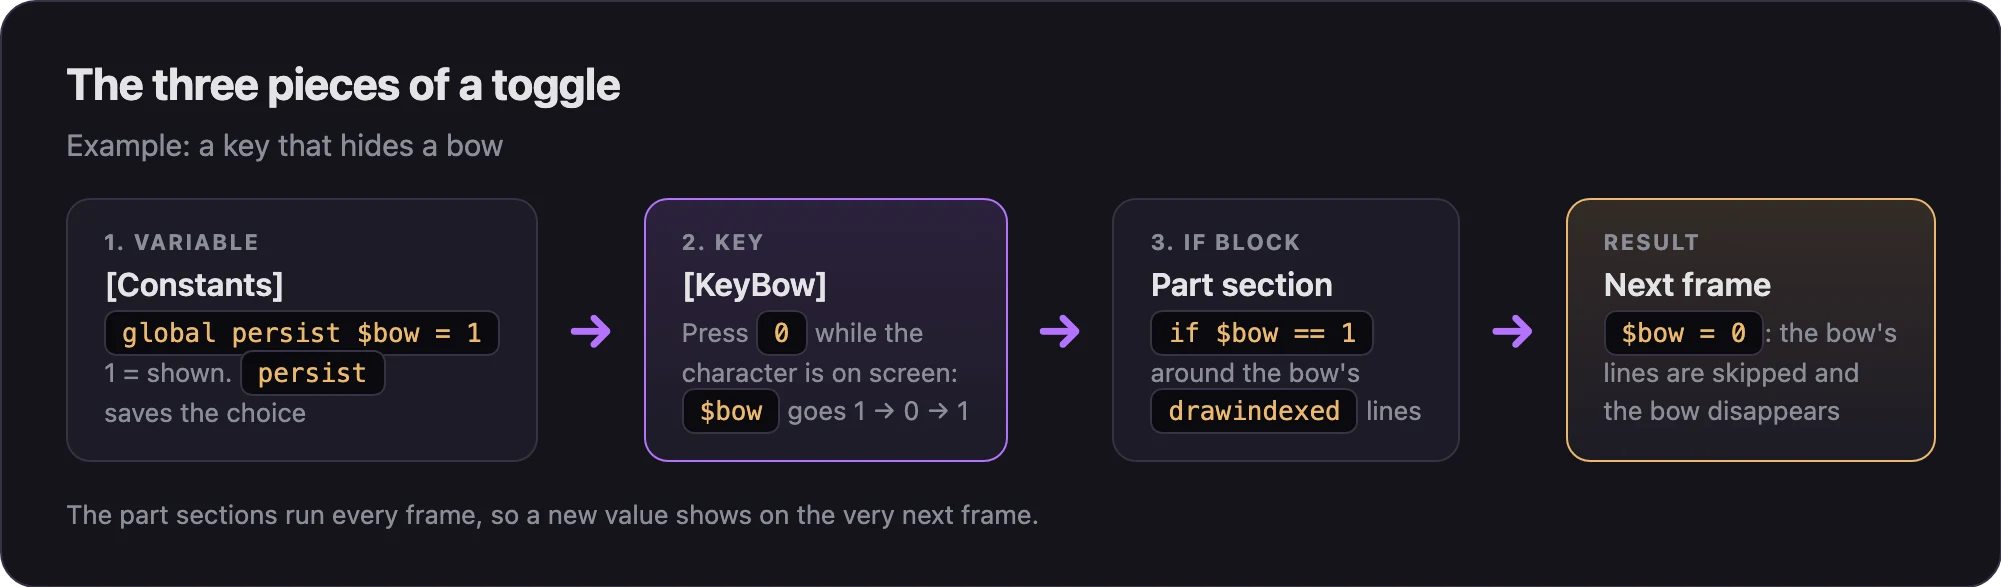 The three pieces of a toggle
Example: a key that hides a bow
1. VARIABLE
[Constants]
global persist $bow = 1
1 = shown. persist
saves the choice
2. KEY
[KeyBow]
Press 0 while the
character is on screen:
$bow goes 1 → 0 → 1
3. IF BLOCK
Part section
if $bow == 1
around the bow's
drawindexed lines
RESULT
Next frame
$bow = 0 : the bow's
lines are skipped and
the bow disappears
The part sections run every frame, so a new value shows on the very next frame.